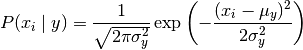 P(x_i | y) = \frac{1}{\sqrt{2\pi\sigma_y^2}} \exp\left(-\frac{(x_i - \mu_y)^2}{2\sigma_y^2}\right)